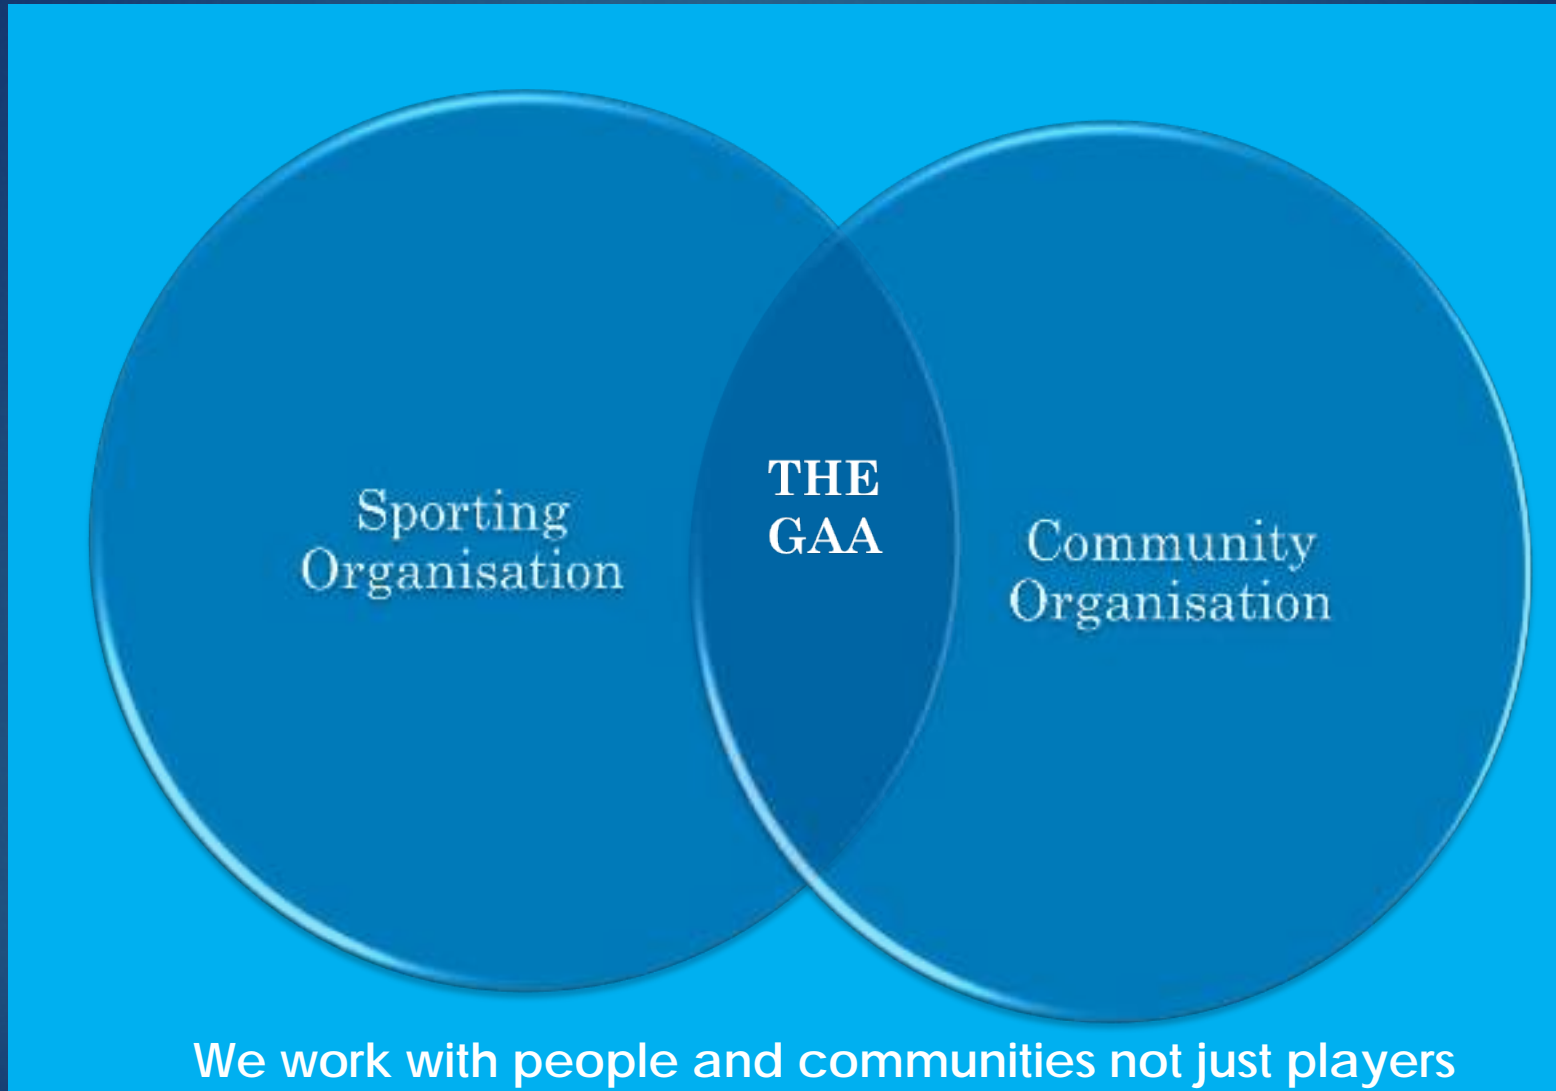 Sporting
Organisation
THE
GAA
Community
Organisation
We work with people and communities not just players